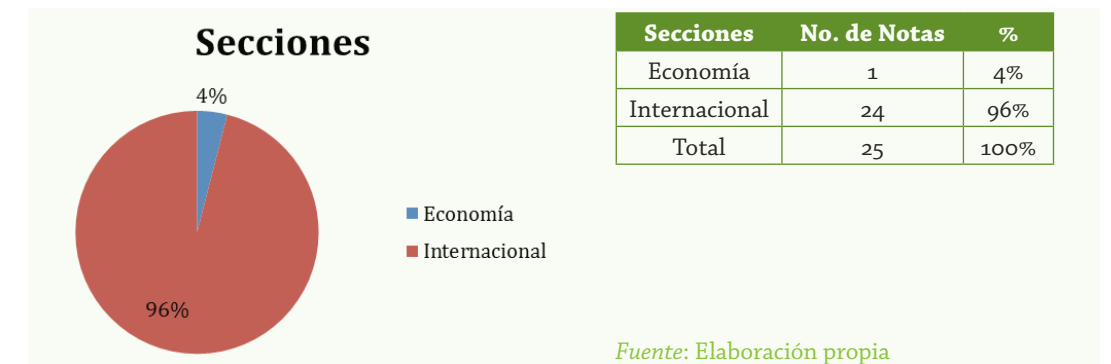 Secciones
4%
96%
Economía
Internacional
Secciones No. de Notas %
Economía 1 4%
Internacional 24 96%
Total 25 100%
Fuente: Elaboración propia